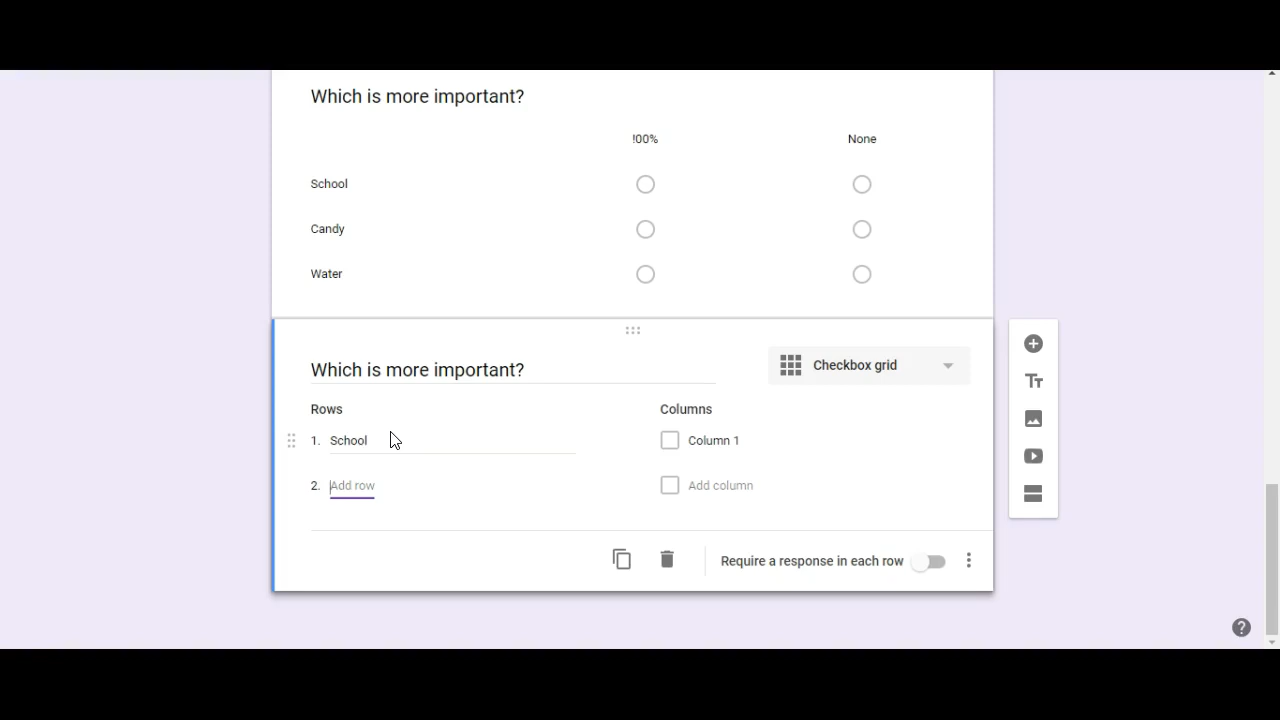 Which is more important?
!00% None
School
Candy
Water
Which is more important?
Checkbox grid
Rows Columns
1. School Column 1
2. Add row Add column
Require a response in each row